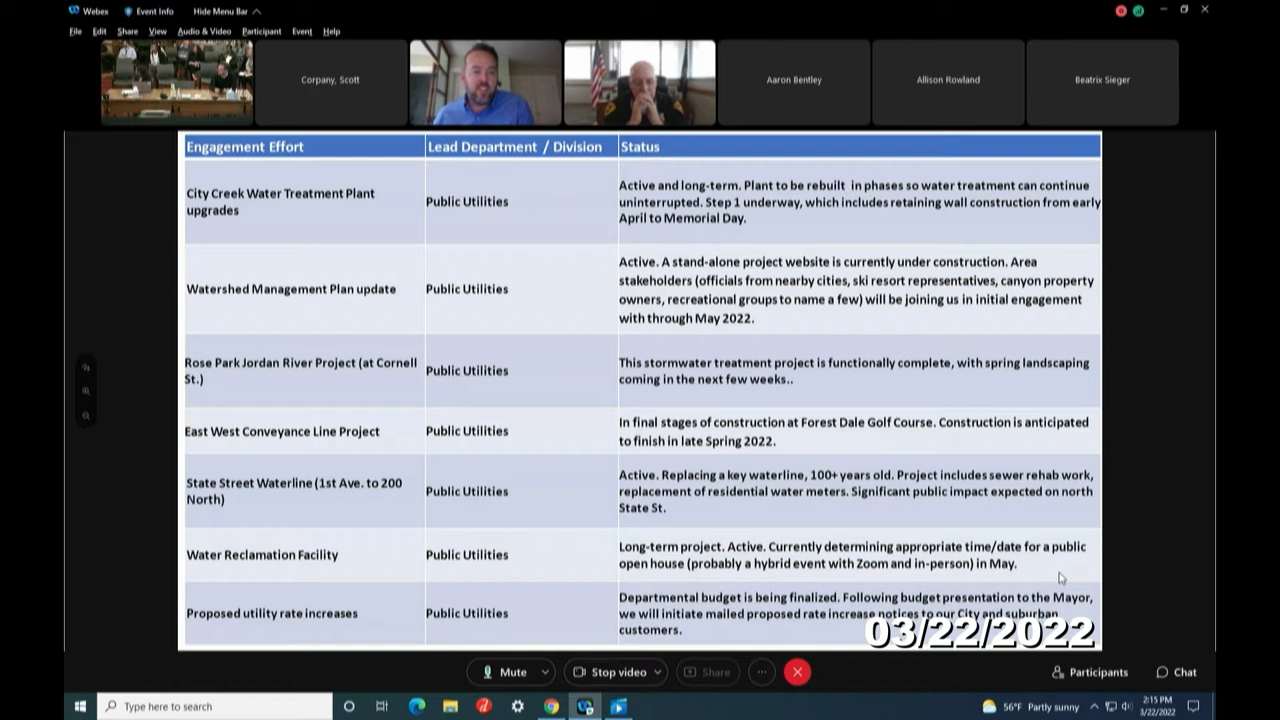 Webex Event Info Hide Menu Bar
File Edit Share View Audio & Video Participant Event Help
Corpany, Scott
Aaron Bentley
Allison Rowland
Beatrix Sieger
Engagement Effort Lead Department / Division Status
City Creek Water Treatment Plant
upgrades
Public Utilities
Active and long-term. Plant to be rebuilt in phases so water treatment can continue
uninterrupted. Step 1 underway, which includes retaining wall construction from early
April to Memorial Day.
Watershed Management Plan update
Public Utilities
Active. A stand-alone project website is currently under construction. Area
stakeholders (officials from nearby cities, ski resort representatives, canyon property
owners, recreational groups to name a few) will be joining us in initial engagement
with through May 2022.
Rose Park Jordan River Project (at Cornell
St.)
Public Utilities
This stormwater treatment project is functionally complete, with spring landscaping
coming in the next few weeks..
East West Conveyance Line Project
Public Utilities
In final stages of construction at Forest Dale Golf Course. Construction is anticipated
to finish in late Spring 2022.
State Street Waterline (1st Ave. to 200
North)
Public Utilities
Active. Replacing a key waterline, 100+ years old. Project includes sewer rehab work,
replacement of residential water meters. Significant public impact expected on north
State St.
Water Reclamation Facility
Public Utilities
Long-term project. Active. Currently determining appropriate time/date for a public
open house (probably a hybrid event with Zoom and in-person) in May.
Proposed utility rate increases
Public Utilities
Departmental budget is being finalized. Following budget presentation to the Mayor,
we will initiate mailed proposed rate increase notices to our City and suburban
customers.
03/22/2022
Mute Stop video Share Participants Chat
Type here to search
56°F Partly sunny
2:15 PM
3/22/2022